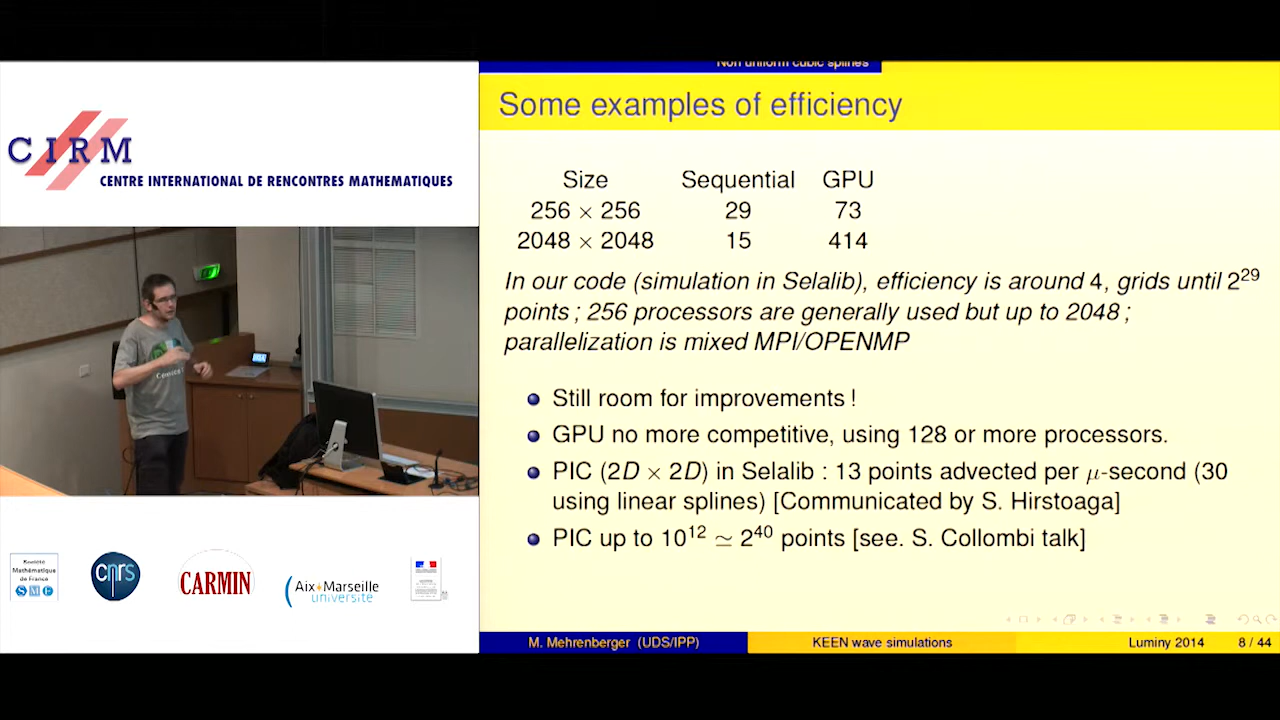 Non uniform cubic splines
Some examples of efficiency
CIRM
CENTRE INTERNATIONAL DE RENCONTRES MATHEMATIQUES
Size Sequential GPU
256 × 256 29 73
2048 × 2048 15 414
In our code (simulation in Selalib), efficiency is around 4, grids until 2^29
points ; 256 processors are generally used but up to 2048 ;
parallelization is mixed MPI/OPENMP
Still room for improvements !
GPU no more competitive, using 128 or more processors.
PIC (2D × 2D) in Selalib : 13 points advected per μ-second (30
using linear splines) [Communicated by S. Hirstoaga]
PIC up to 10^12 ≃ 2^40 points [see. S. Collombi talk]
Société
Mathématique
de France
S M F
cnrs
CARMIN
Aix*Marseille
université
M. Mehrenberger (UDS/IPP) KEEN wave simulations Luminy 2014 8 / 44